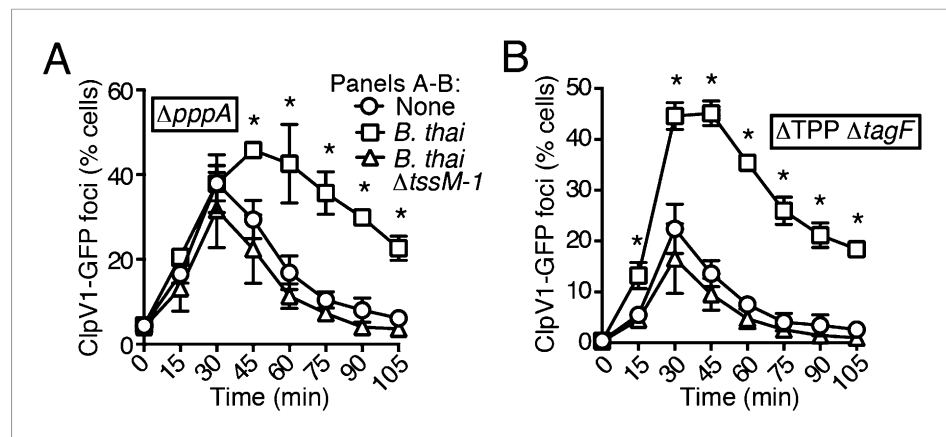 A
Panels A-B:
None
B. thai
B. thai
ΔtssM-1
ΔpppA
ClpV1-GFP foci (% cells)
60
40
20
0
* * * * *
0 15 30 45 60 75 90 105
Time (min)
B
ΔTPP ΔtagF
ClpV1-GFP foci (% cells)
50
40
30
20
10
0
* * * * * * *
0 15 30 45 60 75 90 105
Time (min)